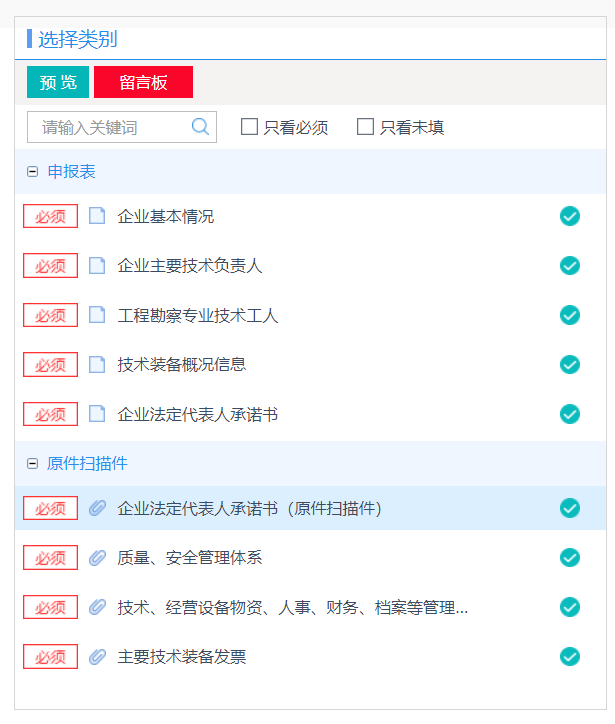 选择类别
预 览 留言板
请输入关键词 只看必须 只看未填
申报表
必须 企业基本情况
必须 企业主要技术负责人
必须 工程勘察专业技术工人
必须 技术装备概况信息
必须 企业法定代表人承诺书
原件扫描件
必须 企业法定代表人承诺书（原件扫描件）
必须 质量、安全管理体系
必须 技术、经营设备物资、人事、财务、档案等管理...
必须 主要技术装备发票